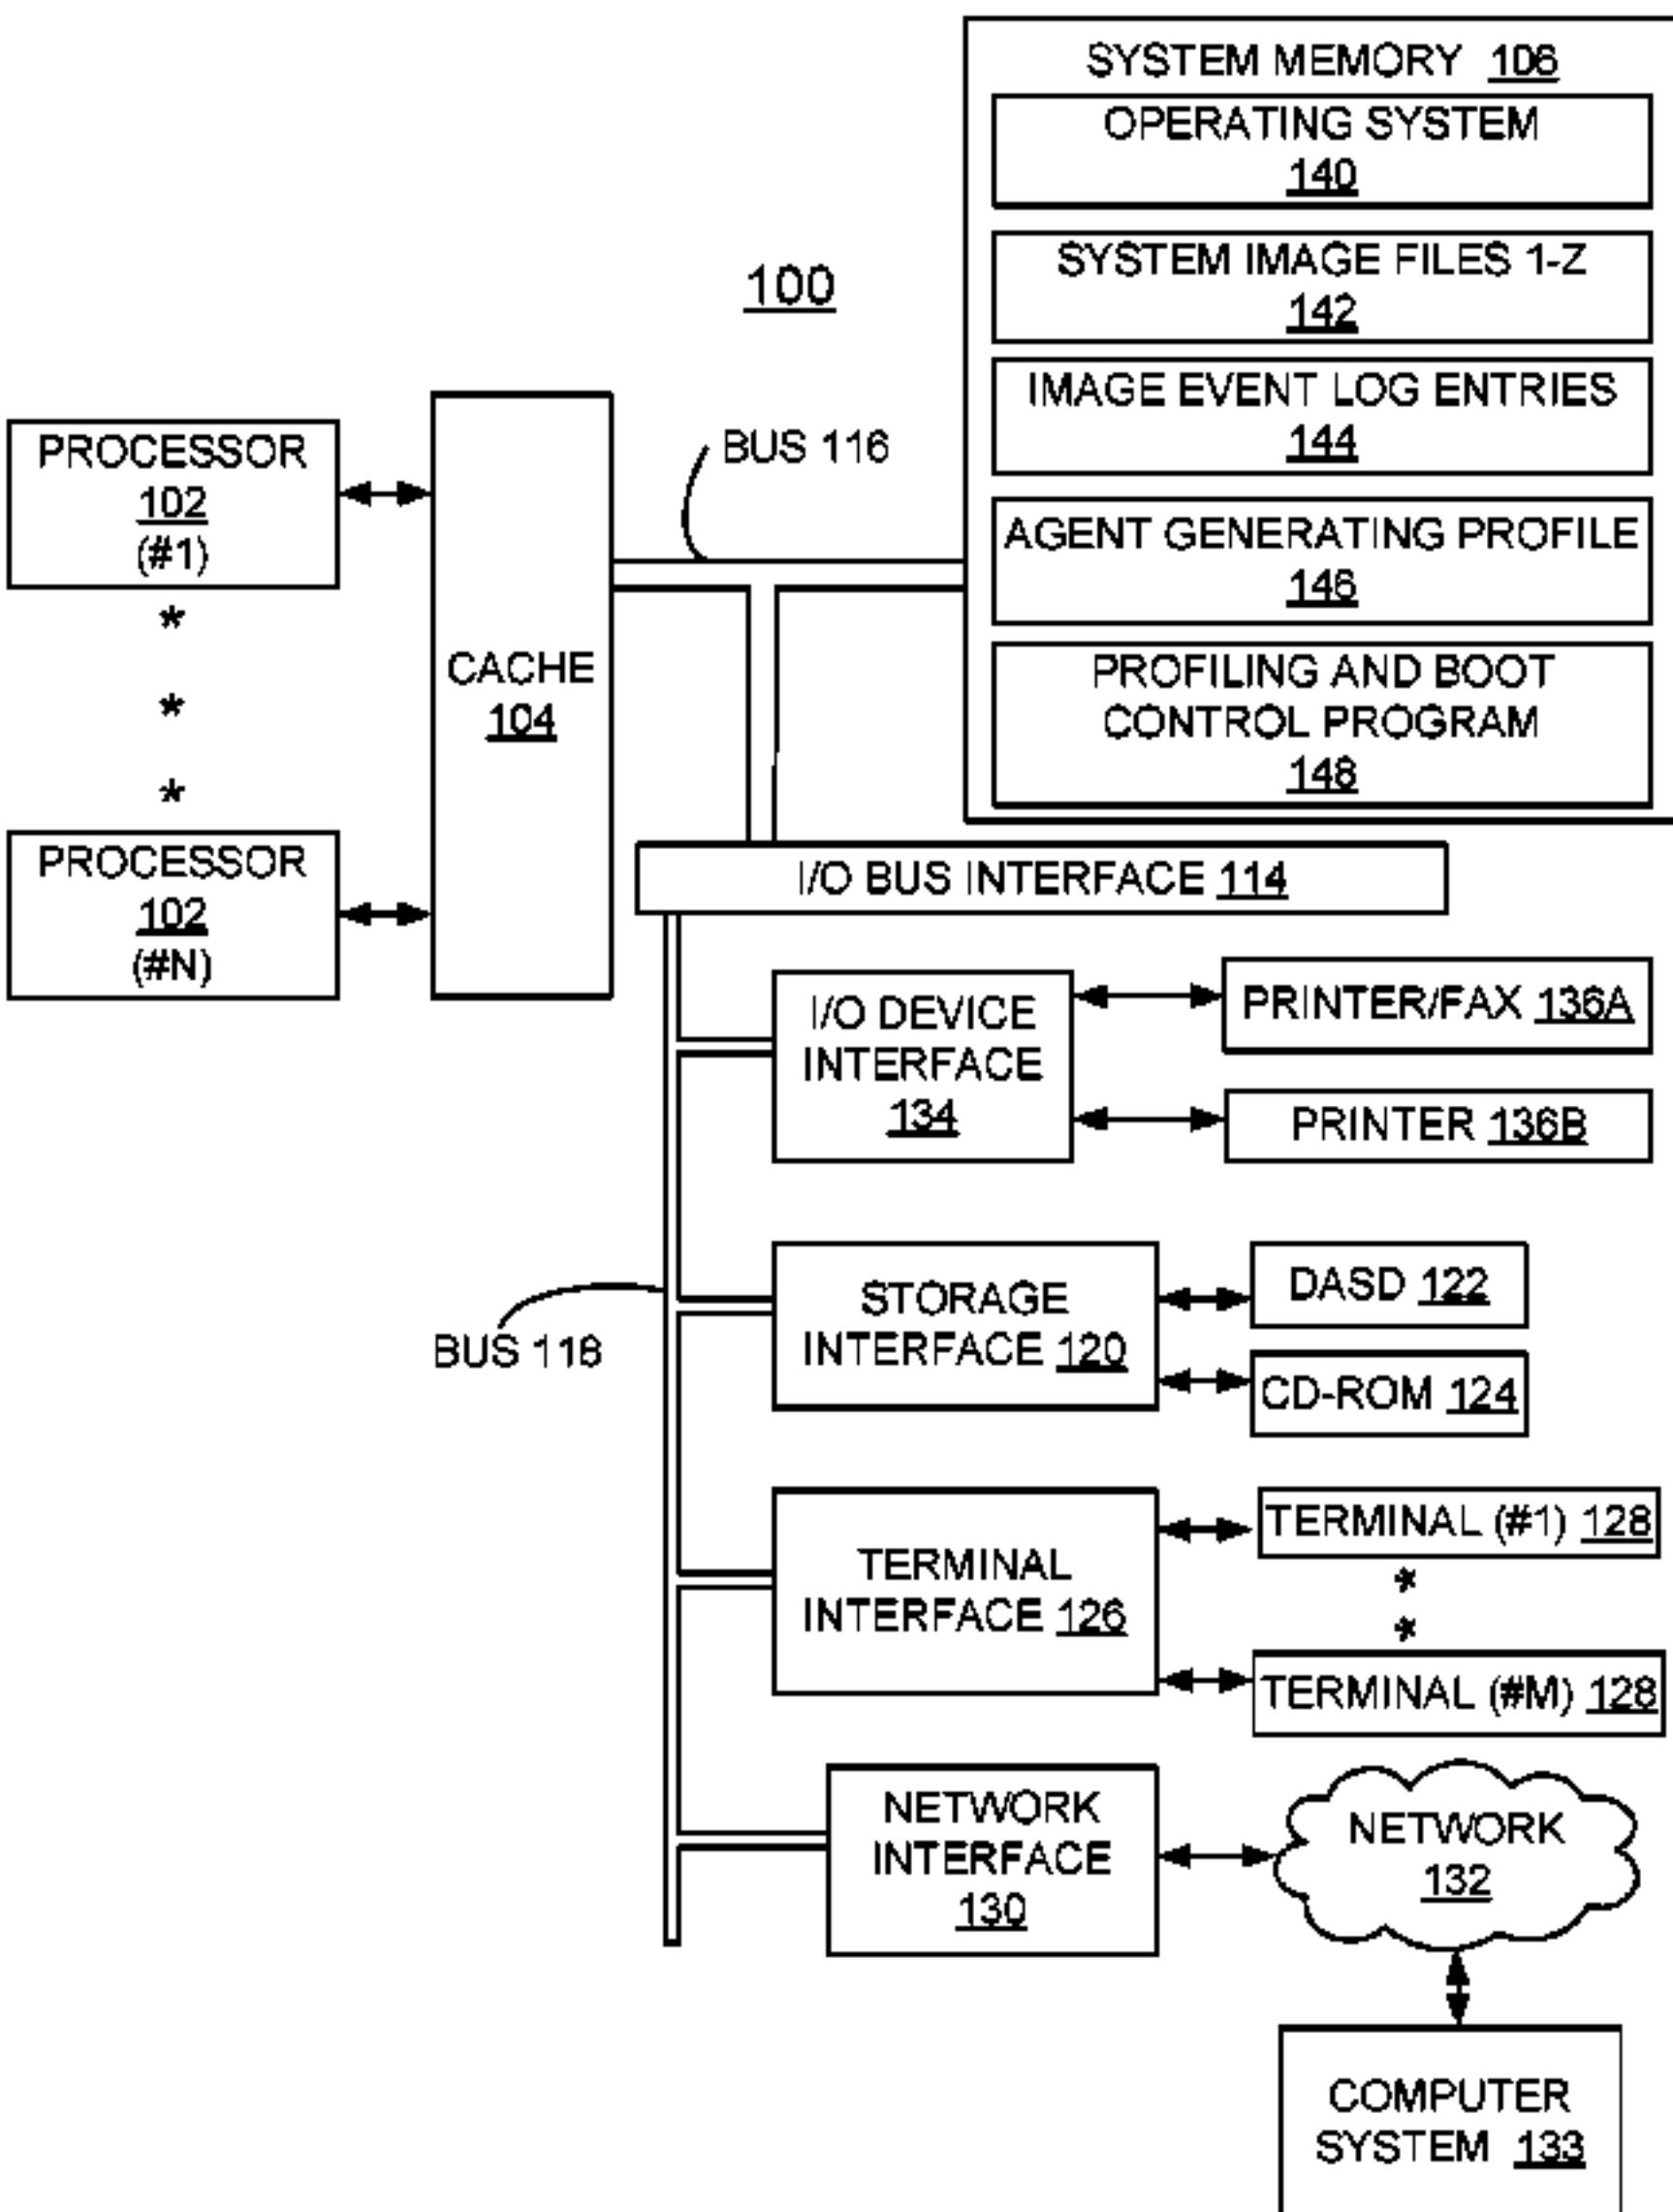 SYSTEM MEMORY 106
OPERATING SYSTEM
140
SYSTEM IMAGE FILES 1-Z
142
IMAGE EVENT LOG ENTRIES
144
AGENT GENERATING PROFILE
146
PROFILING AND BOOT
CONTROL PROGRAM
148
100
PROCESSOR
102
(#1)
*
*
*
PROCESSOR
102
(#N)
CACHE
104
BUS 116
I/O BUS INTERFACE 114
I/O DEVICE
INTERFACE
134
PRINTER/FAX 136A
PRINTER 136B
BUS 118
STORAGE
INTERFACE 120
DASD 122
CD-ROM 124
TERMINAL
INTERFACE 126
TERMINAL (#1) 128
*
*
TERMINAL (#M) 128
NETWORK
INTERFACE
130
NETWORK
132
COMPUTER
SYSTEM 133